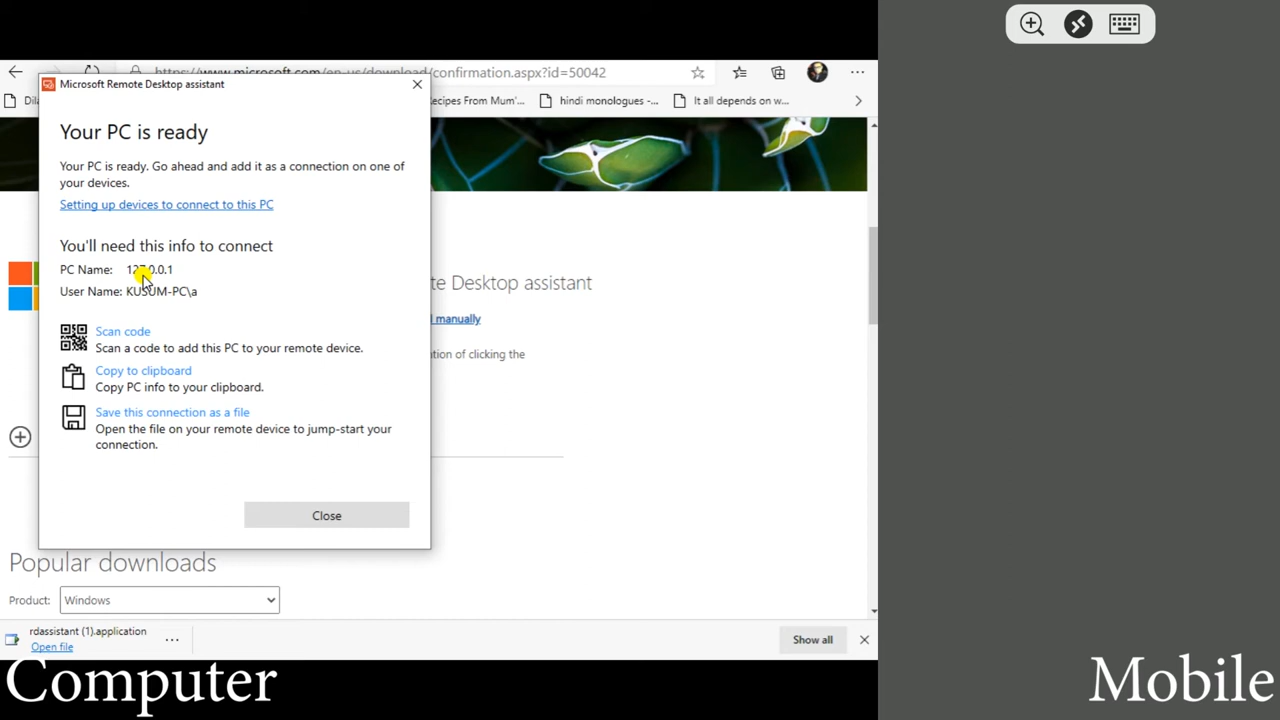 https://www.microsoft.com/en-us/download/confirmation.aspx?id=50042
Microsoft Remote Desktop assistant
Recipes From Mum'...
hindi monologues -...
It all depends on w...
Your PC is ready
Your PC is ready. Go ahead and add it as a connection on one of
your devices.
Setting up devices to connect to this PC
You'll need this info to connect
PC Name: 127.0.0.1
User Name: KUSUM-PC\a
te Desktop assistant
manually
Scan code
Scan a code to add this PC to your remote device.
tion of clicking the
Copy to clipboard
Copy PC info to your clipboard.
Save this connection as a file
Open the file on your remote device to jump-start your
connection.
Close
Popular downloads
Product: Windows
rdassistant (1).application
Open file
Show all
Computer
Mobile